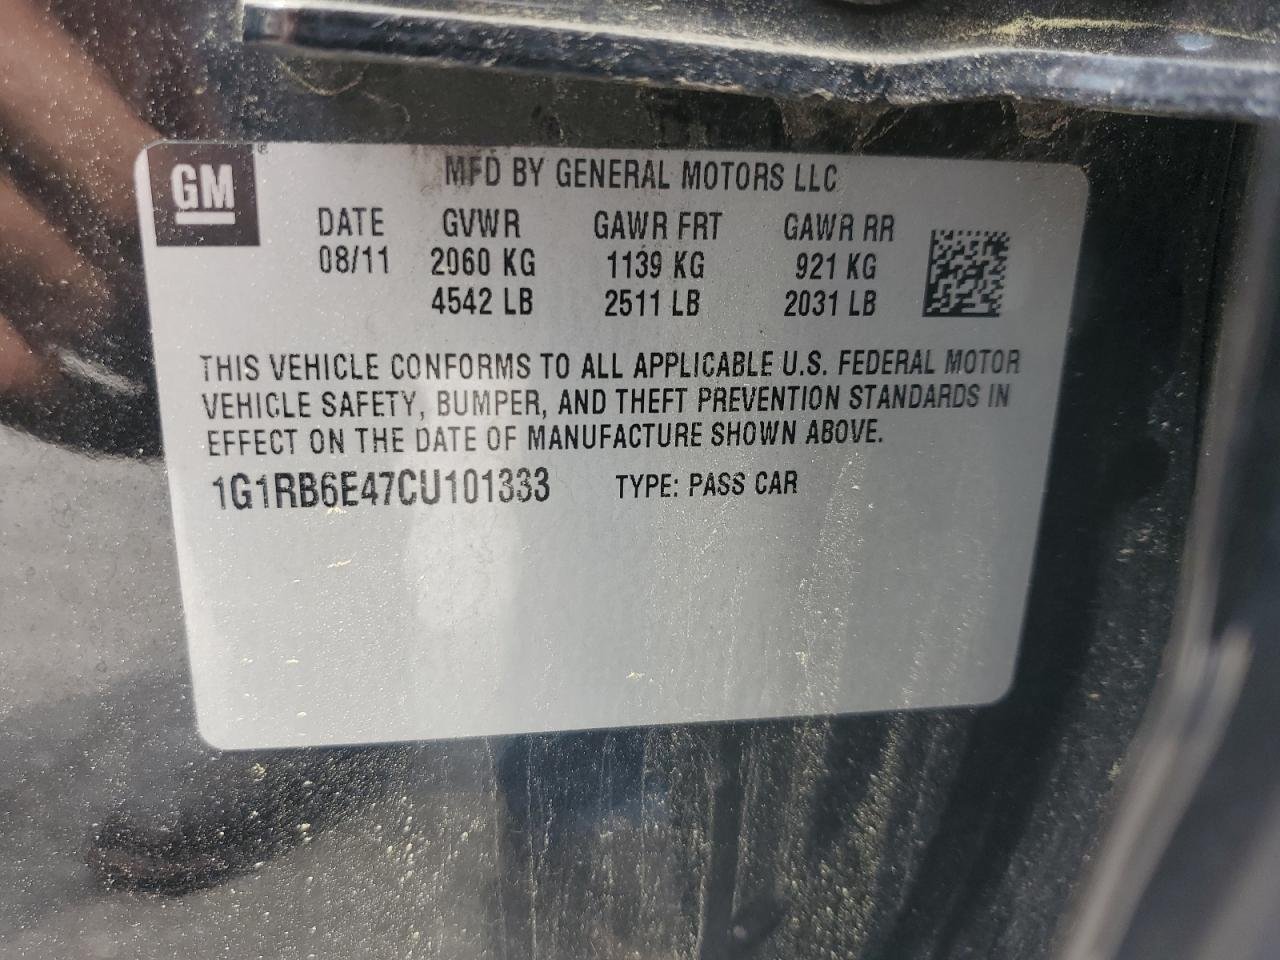 GM
MFD BY GENERAL MOTORS LLC
DATE GVWR GAWR FRT GAWR RR
08/11 2060 KG 1139 KG 921 KG
4542 LB 2511 LB 2031 LB
THIS VEHICLE CONFORMS TO ALL APPLICABLE U.S. FEDERAL MOTOR
VEHICLE SAFETY, BUMPER, AND THEFT PREVENTION STANDARDS IN
EFFECT ON THE DATE OF MANUFACTURE SHOWN ABOVE.
1G1RB6E47CU101333 TYPE: PASS CAR